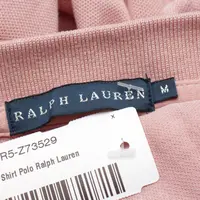 RALPH LAUREN
M
R5-Z73529
Shirt Polo Ralph Lauren